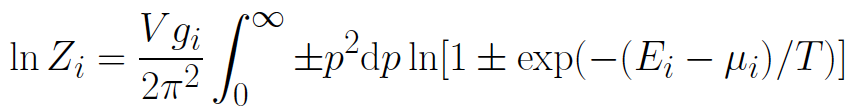 ln Z_i = \frac{V g_i}{2\pi^2} \int_0^\infty \pm p^2 dp ln[1 \pm exp(-(E_i - \mu_i)/T)]